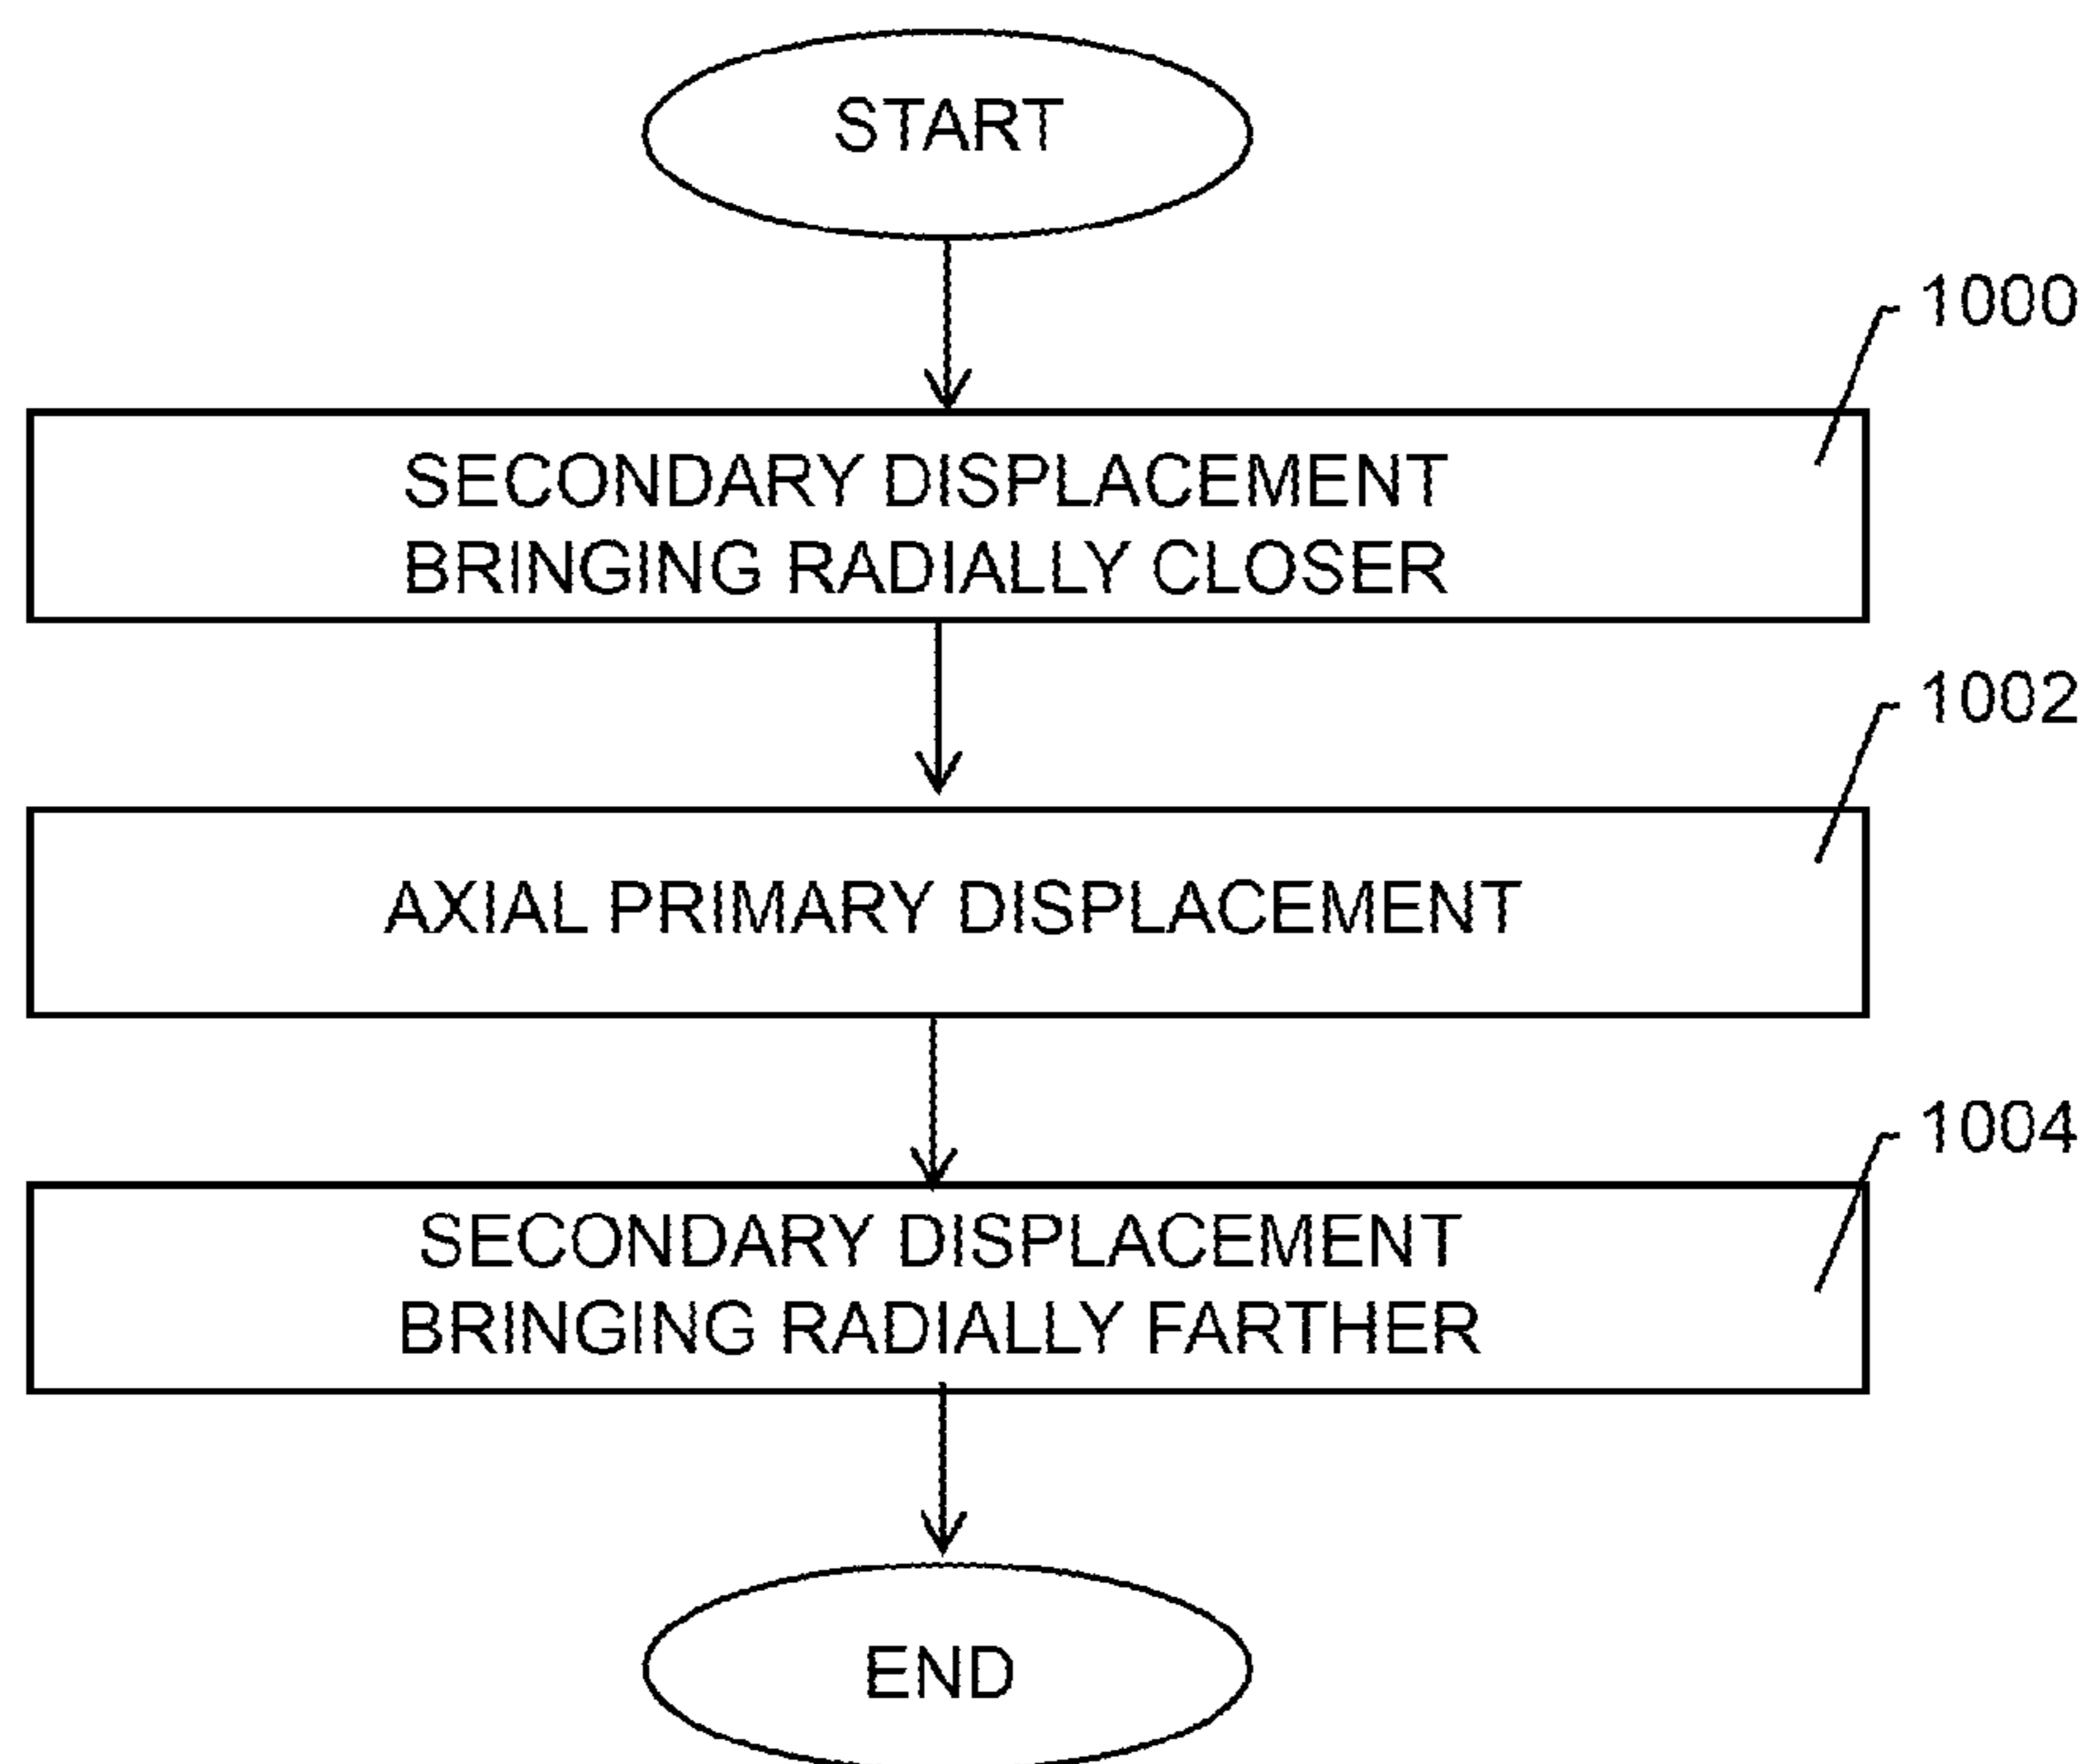 START
1000
SECONDARY DISPLACEMENT
BRINGING RADIALLY CLOSER
1002
AXIAL PRIMARY DISPLACEMENT
1004
SECONDARY DISPLACEMENT
BRINGING RADIALLY FARTHER
END